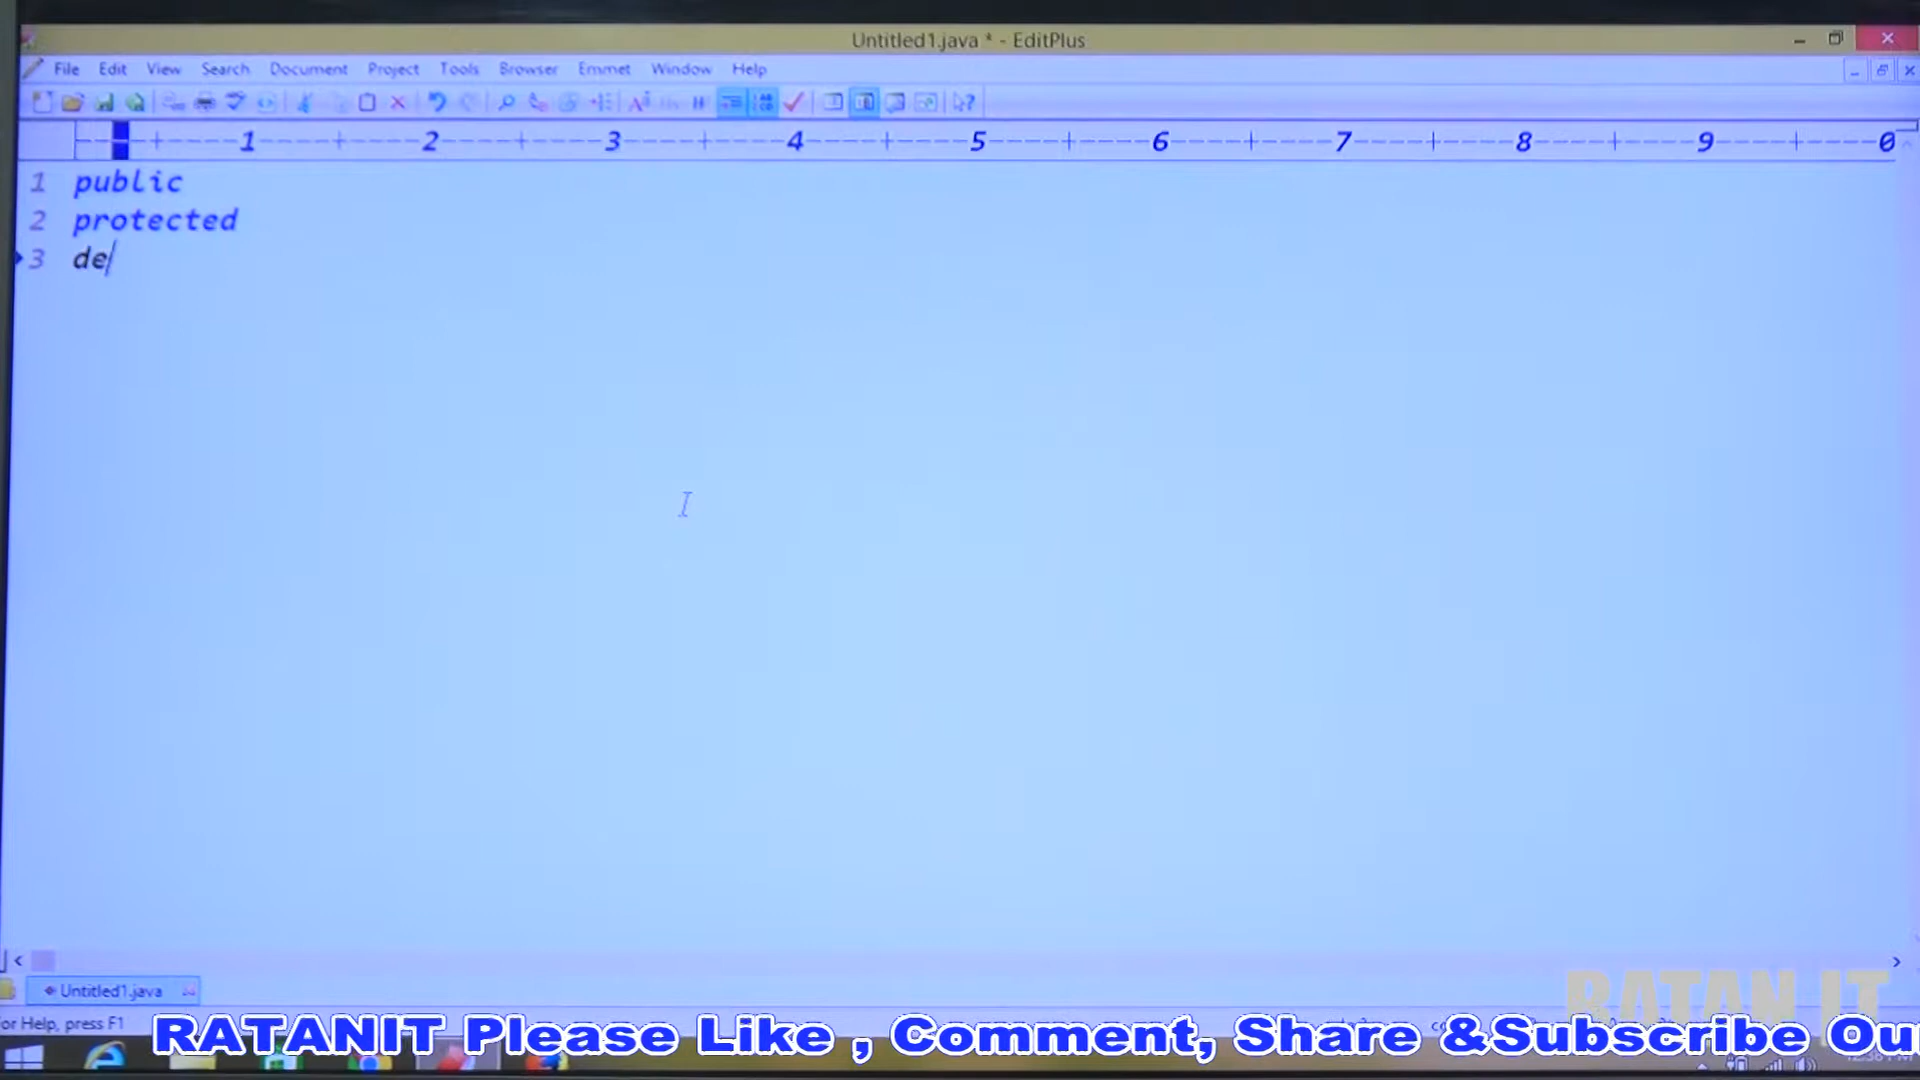 Untitled1.java * - EditPlus
File Edit View Search Document Project Tools Browser Emmet Window Help
1 2 3 4 5 6 7 8 9 0
1 public
2 protected
3 de
Untitled1.java
RATAN IT
or Help, press F1
RATANIT Please Like , Comment, Share &Subscribe Ou